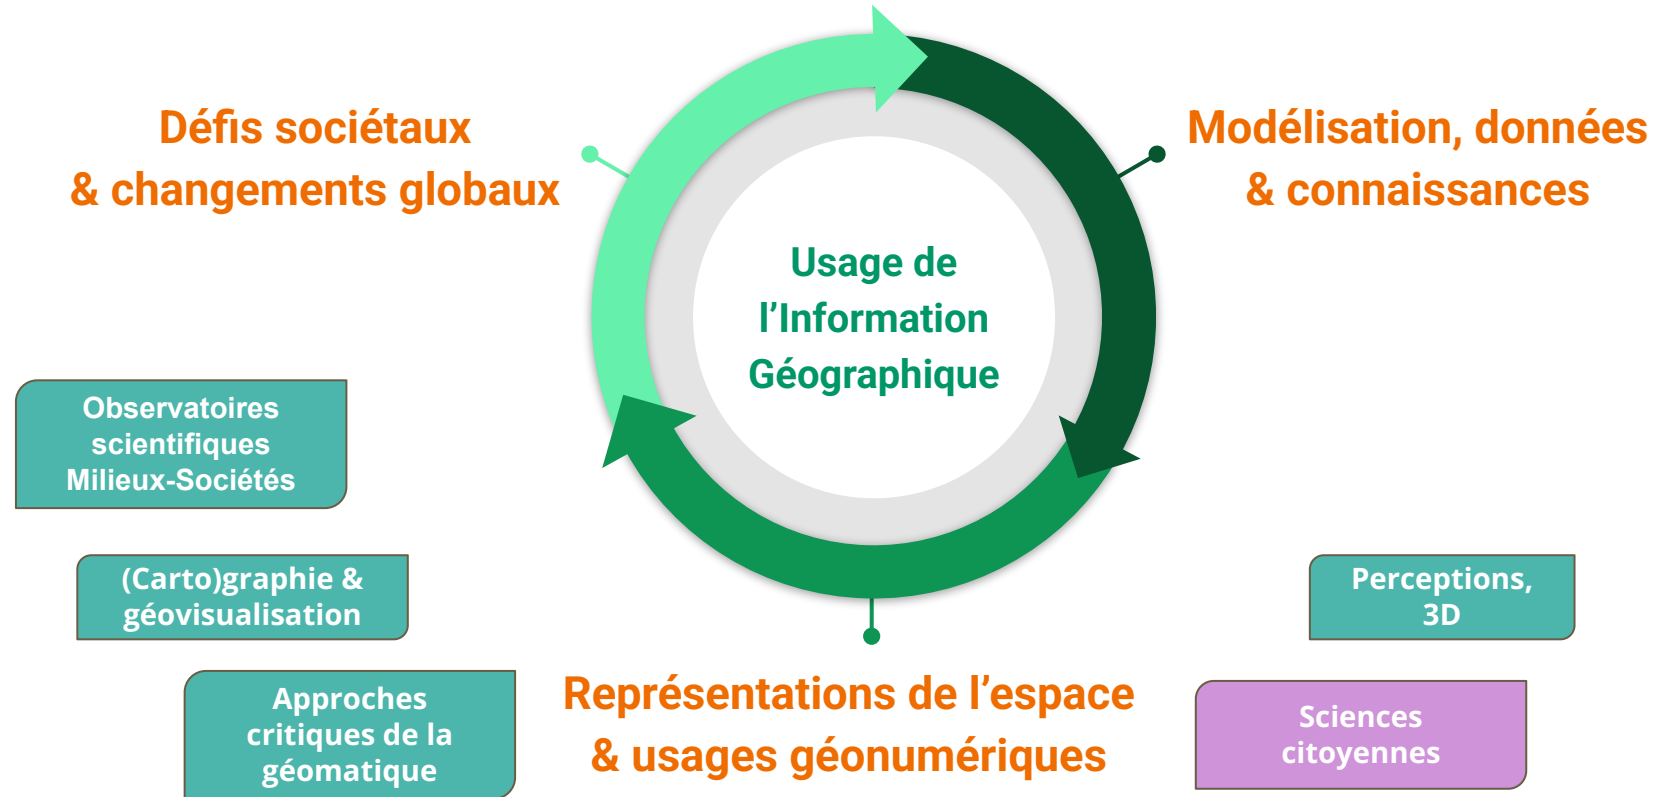 Défis sociétaux
& changements globaux
Modélisation, données
& connaissances
Usage de
l’Information
Géographique
Observatoires
scientifiques
Milieux-Sociétés
(Carto)graphie &
géovisualisation
Approches
critiques de la
géomatique
Représentations de l’espace
& usages géonumériques
Perceptions,
3D
Sciences
citoyennes